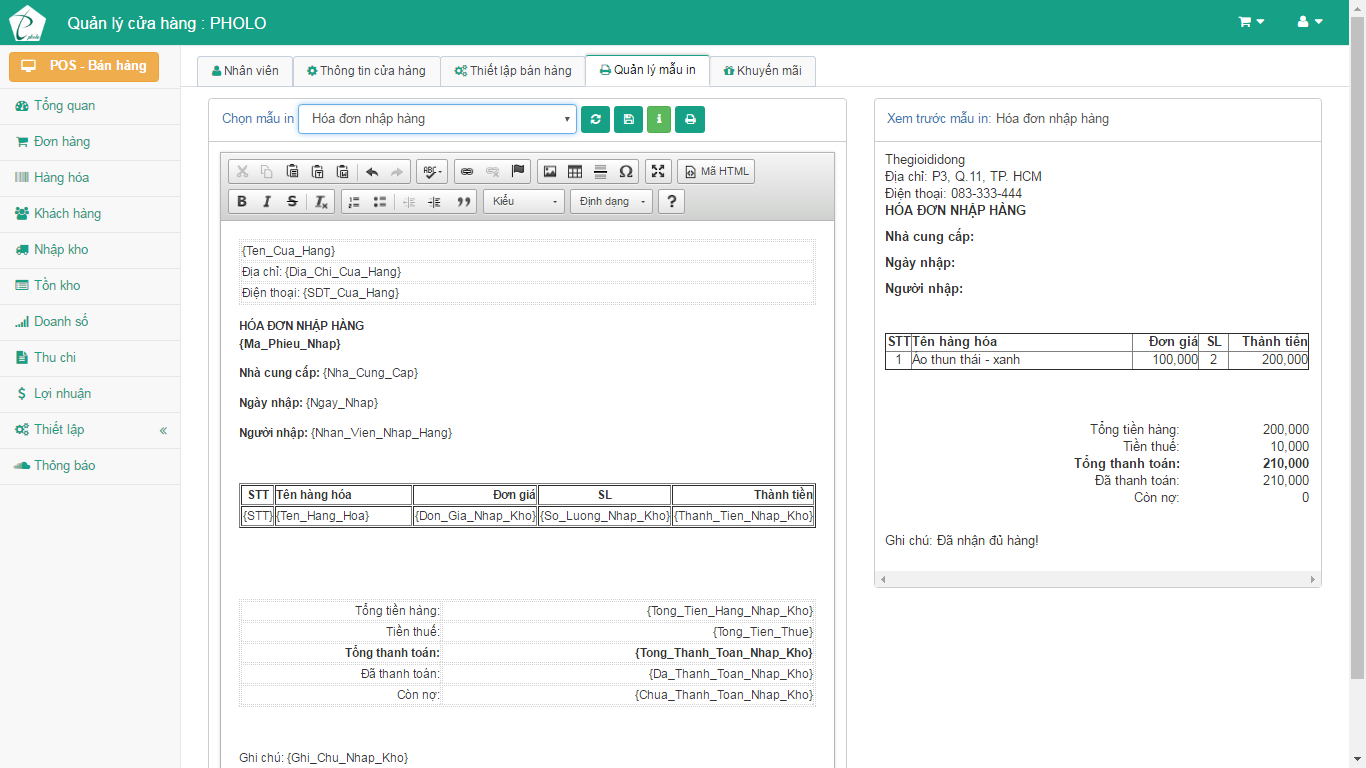 pholo
Quản lý cửa hàng : PHOLO
POS - Bán hàng
Tổng quan
Đơn hàng
Hàng hóa
Khách hàng
Nhập kho
Tồn kho
Doanh số
Thu chi
Lợi nhuận
Thiết lập
Thông báo
Nhân viên
Thông tin cửa hàng
Thiết lập bán hàng
Quản lý mẫu in
Khuyến mãi
Chọn mẫu in Hóa đơn nhập hàng
Mã HTML
B I S Tx Kiểu Định dạng ?
{Ten_Cua_Hang}
Địa chỉ: {Dia_Chi_Cua_Hang}
Điện thoại: {SDT_Cua_Hang}
HÓA ĐƠN NHẬP HÀNG
{Ma_Phieu_Nhap}
Nhà cung cấp: {Nha_Cung_Cap}
Ngày nhập: {Ngay_Nhap}
Người nhập: {Nhan_Vien_Nhap_Hang}
STT Tên hàng hóa Đơn giá SL Thành tiền
{STT} {Ten_Hang_Hoa} {Don_Gia_Nhap_Kho} {So_Luong_Nhap_Kho} {Thanh_Tien_Nhap_Kho}
Tổng tiền hàng: {Tong_Tien_Hang_Nhap_Kho}
Tiền thuế: {Tong_Tien_Thue}
Tổng thanh toán: {Tong_Thanh_Toan_Nhap_Kho}
Đã thanh toán: {Da_Thanh_Toan_Nhap_Kho}
Còn nợ: {Chua_Thanh_Toan_Nhap_Kho}
Ghi chú: {Ghi_Chu_Nhap_Kho}
Xem trước mẫu in: Hóa đơn nhập hàng
Thegioididong
Địa chỉ: P3, Q.11, TP. HCM
Điện thoại: 083-333-444
HÓA ĐƠN NHẬP HÀNG
Nhà cung cấp:
Ngày nhập:
Người nhập:
STT Tên hàng hóa Đơn giá SL Thành tiền
1 Áo thun thái - xanh 100,000 2 200,000
Tổng tiền hàng: 200,000
Tiền thuế: 10,000
Tổng thanh toán: 210,000
Đã thanh toán: 210,000
Còn nợ: 0
Ghi chú: Đã nhận đủ hàng!